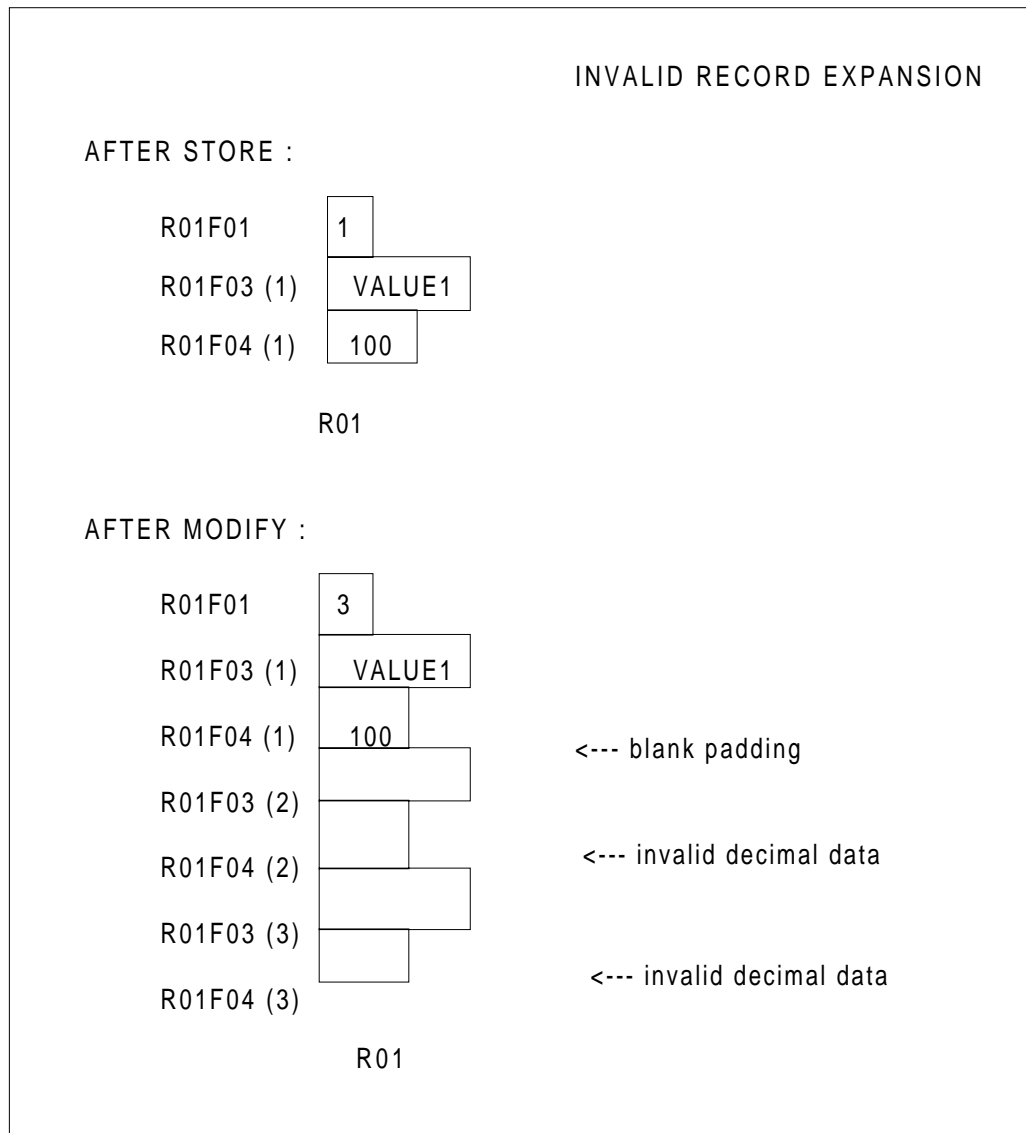 INVALID RECORD EXPANSION
AFTER STORE :
R01F01 1
R01F03 (1) VALUE1
R01F04 (1) 100
R01
AFTER MODIFY :
R01F01 3
R01F03 (1) VALUE1
R01F04 (1) 100
<--- blank padding
R01F03 (2)
R01F04 (2) <--- invalid decimal data
R01F03 (3)
R01F04 (3) <--- invalid decimal data
R01